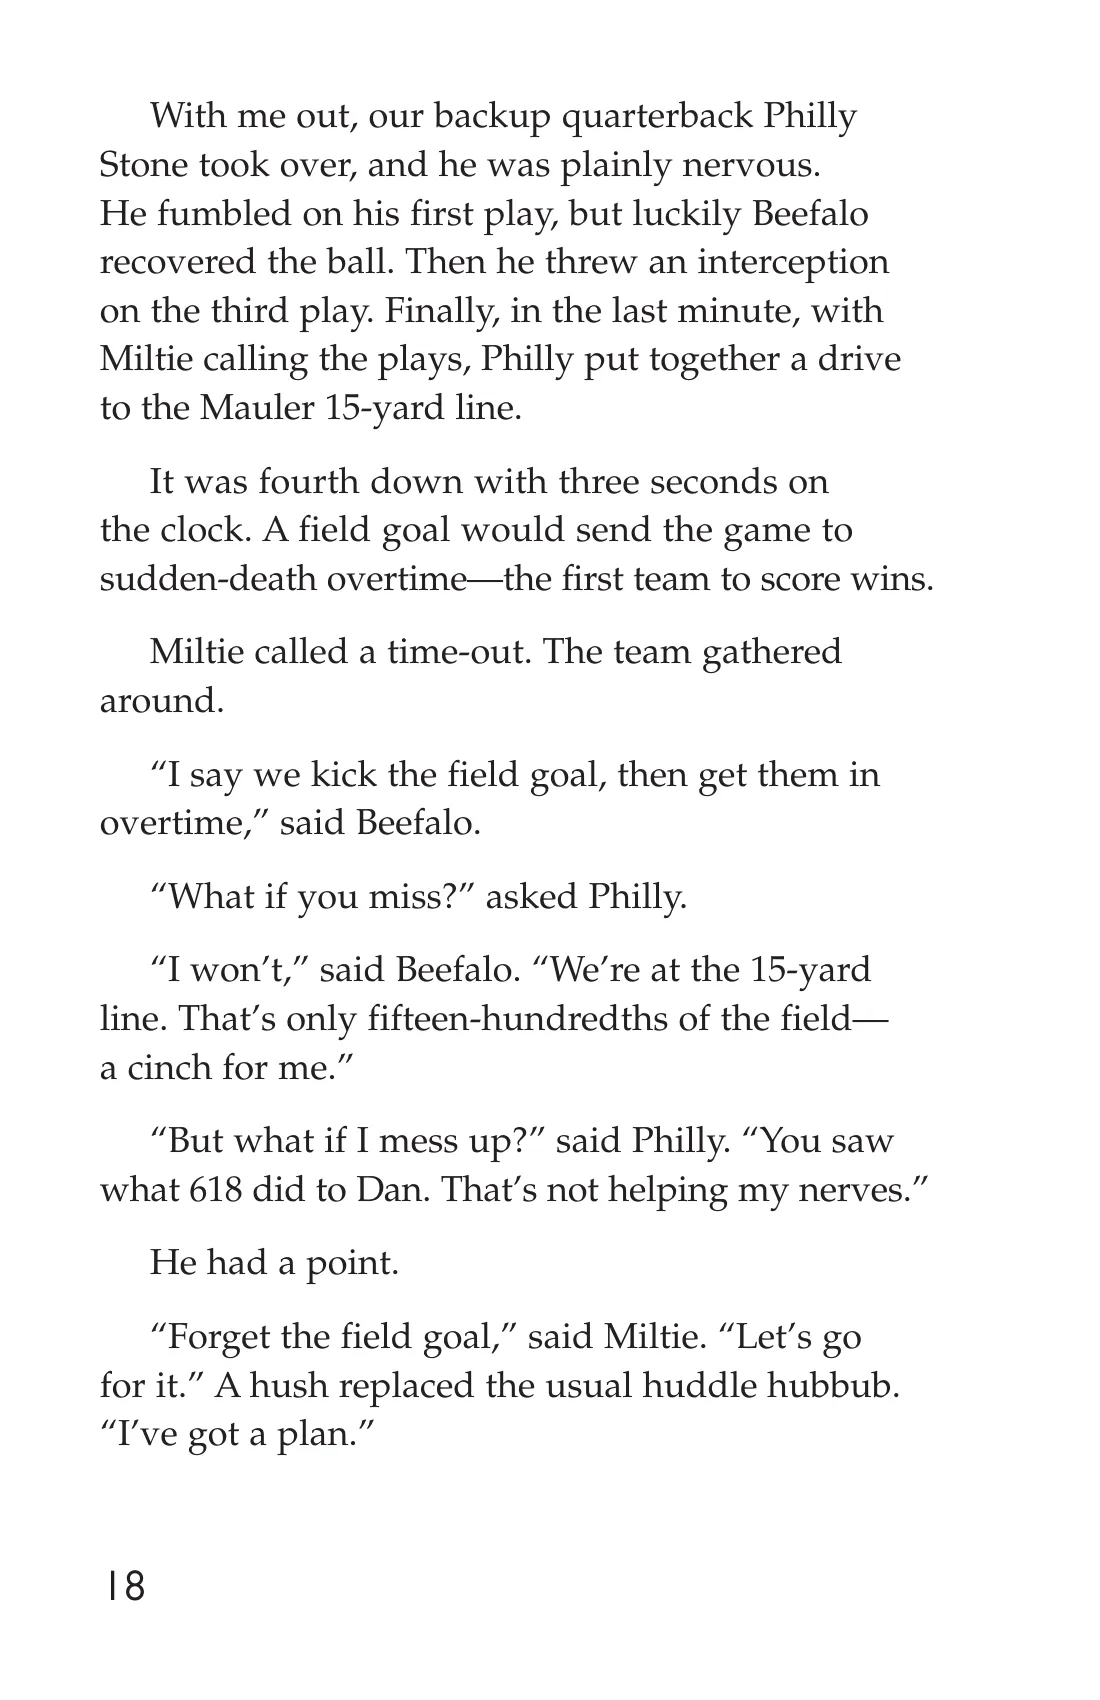 With me out, our backup quarterback Philly
Stone took over, and he was plainly nervous.
He fumbled on his first play, but luckily Beefalo
recovered the ball. Then he threw an interception
on the third play. Finally, in the last minute, with
Miltie calling the plays, Philly put together a drive
to the Mauler 15-yard line.
It was fourth down with three seconds on
the clock. A field goal would send the game to
sudden-death overtime—the first team to score wins.
Miltie called a time-out. The team gathered
around.
“I say we kick the field goal, then get them in
overtime,” said Beefalo.
“What if you miss?” asked Philly.
“I won’t,” said Beefalo. “We’re at the 15-yard
line. That’s only fifteen-hundredths of the field—
a cinch for me.”
“But what if I mess up?” said Philly. “You saw
what 618 did to Dan. That’s not helping my nerves.”
He had a point.
“Forget the field goal,” said Miltie. “Let’s go
for it.” A hush replaced the usual huddle hubbub.
“I’ve got a plan.”
18